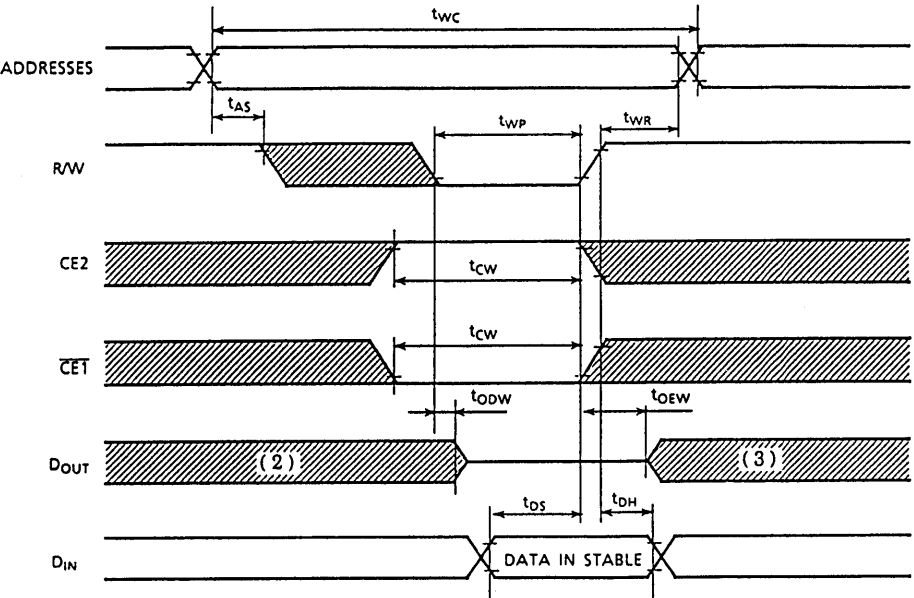 tWC
ADDRESSES
tAS
tWP
tWR
R/W
CE2
tCW
tCW
CE1
tODW
tOEW
DOUT
(2)
(3)
tDS
tDH
DIN
DATA IN STABLE